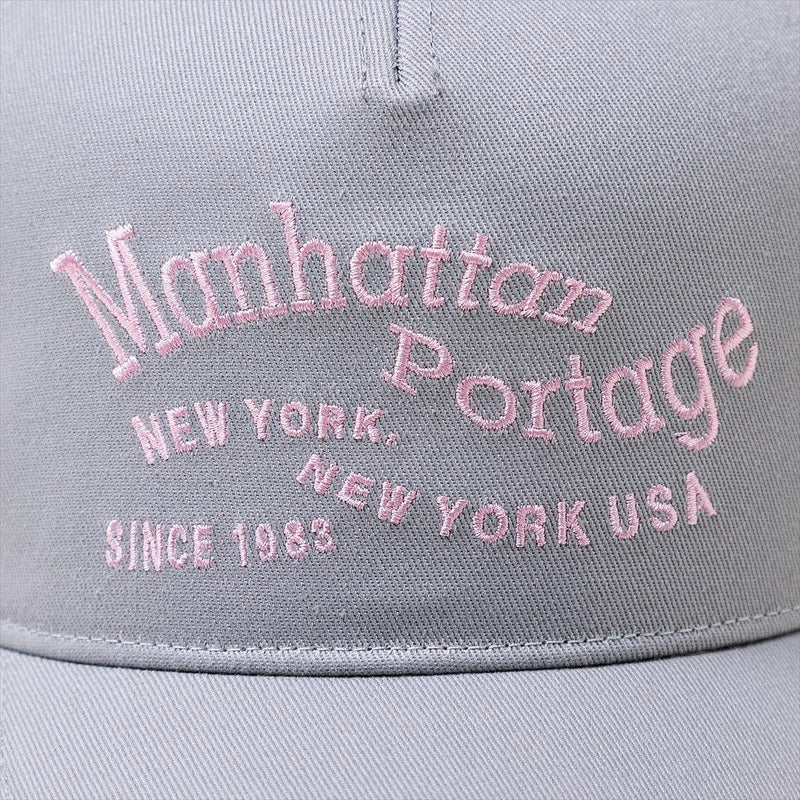 Manhattan
Portage
NEW YORK.
NEW YORK USA
SINCE 1983